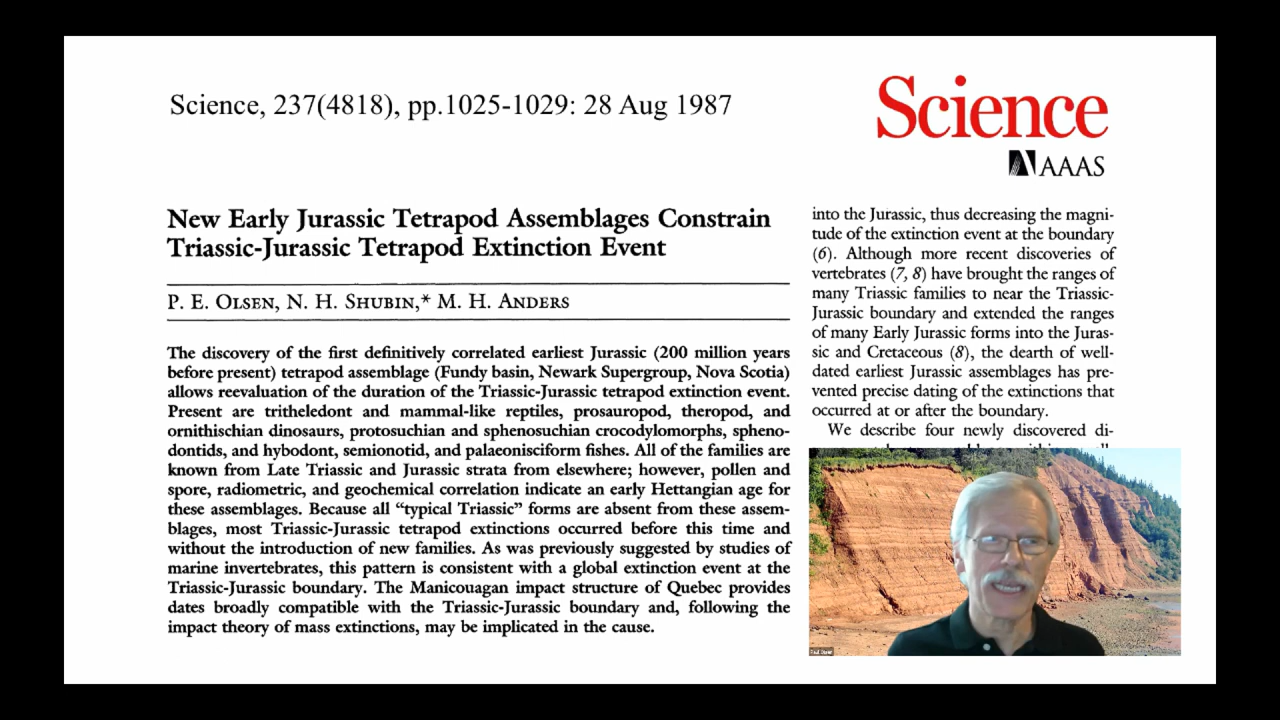 Science, 237(4818), pp.1025-1029: 28 Aug 1987
Science
AAAS
New Early Jurassic Tetrapod Assemblages Constrain
Triassic-Jurassic Tetrapod Extinction Event
P. E. OLSEN, N. H. SHUBIN,* M. H. ANDERS
The discovery of the first definitively correlated earliest Jurassic (200 million years
before present) tetrapod assemblage (Fundy basin, Newark Supergroup, Nova Scotia)
allows reevaluation of the duration of the Triassic-Jurassic tetrapod extinction event.
Present are tritheledont and mammal-like reptiles, prosauropod, theropod, and
ornithischian dinosaurs, protosuchian and sphenosuchian crocodylomorphs, spheno-
dontids, and hybodont, semionotid, and palaeonisciform fishes. All of the families are
known from Late Triassic and Jurassic strata from elsewhere; however, pollen and
spore, radiometric, and geochemical correlation indicate an early Hettangian age for
these assemblages. Because all “typical Triassic” forms are absent from these assem-
blages, most Triassic-Jurassic tetrapod extinctions occurred before this time and
without the introduction of new families. As was previously suggested by studies of
marine invertebrates, this pattern is consistent with a global extinction event at the
Triassic-Jurassic boundary. The Manicouagan impact structure of Quebec provides
dates broadly compatible with the Triassic-Jurassic boundary and, following the
impact theory of mass extinctions, may be implicated in the cause.
into the Jurassic, thus decreasing the magni-
tude of the extinction event at the boundary
(6). Although more recent discoveries of
vertebrates (7, 8) have brought the ranges of
many Triassic families to near the Triassic-
Jurassic boundary and extended the ranges
of many Early Jurassic forms into the Juras-
sic and Cretaceous (8), the dearth of well-
dated earliest Jurassic assemblages has pre-
vented precise dating of the extinctions that
occurred at or after the boundary.
We describe four newly discovered di-